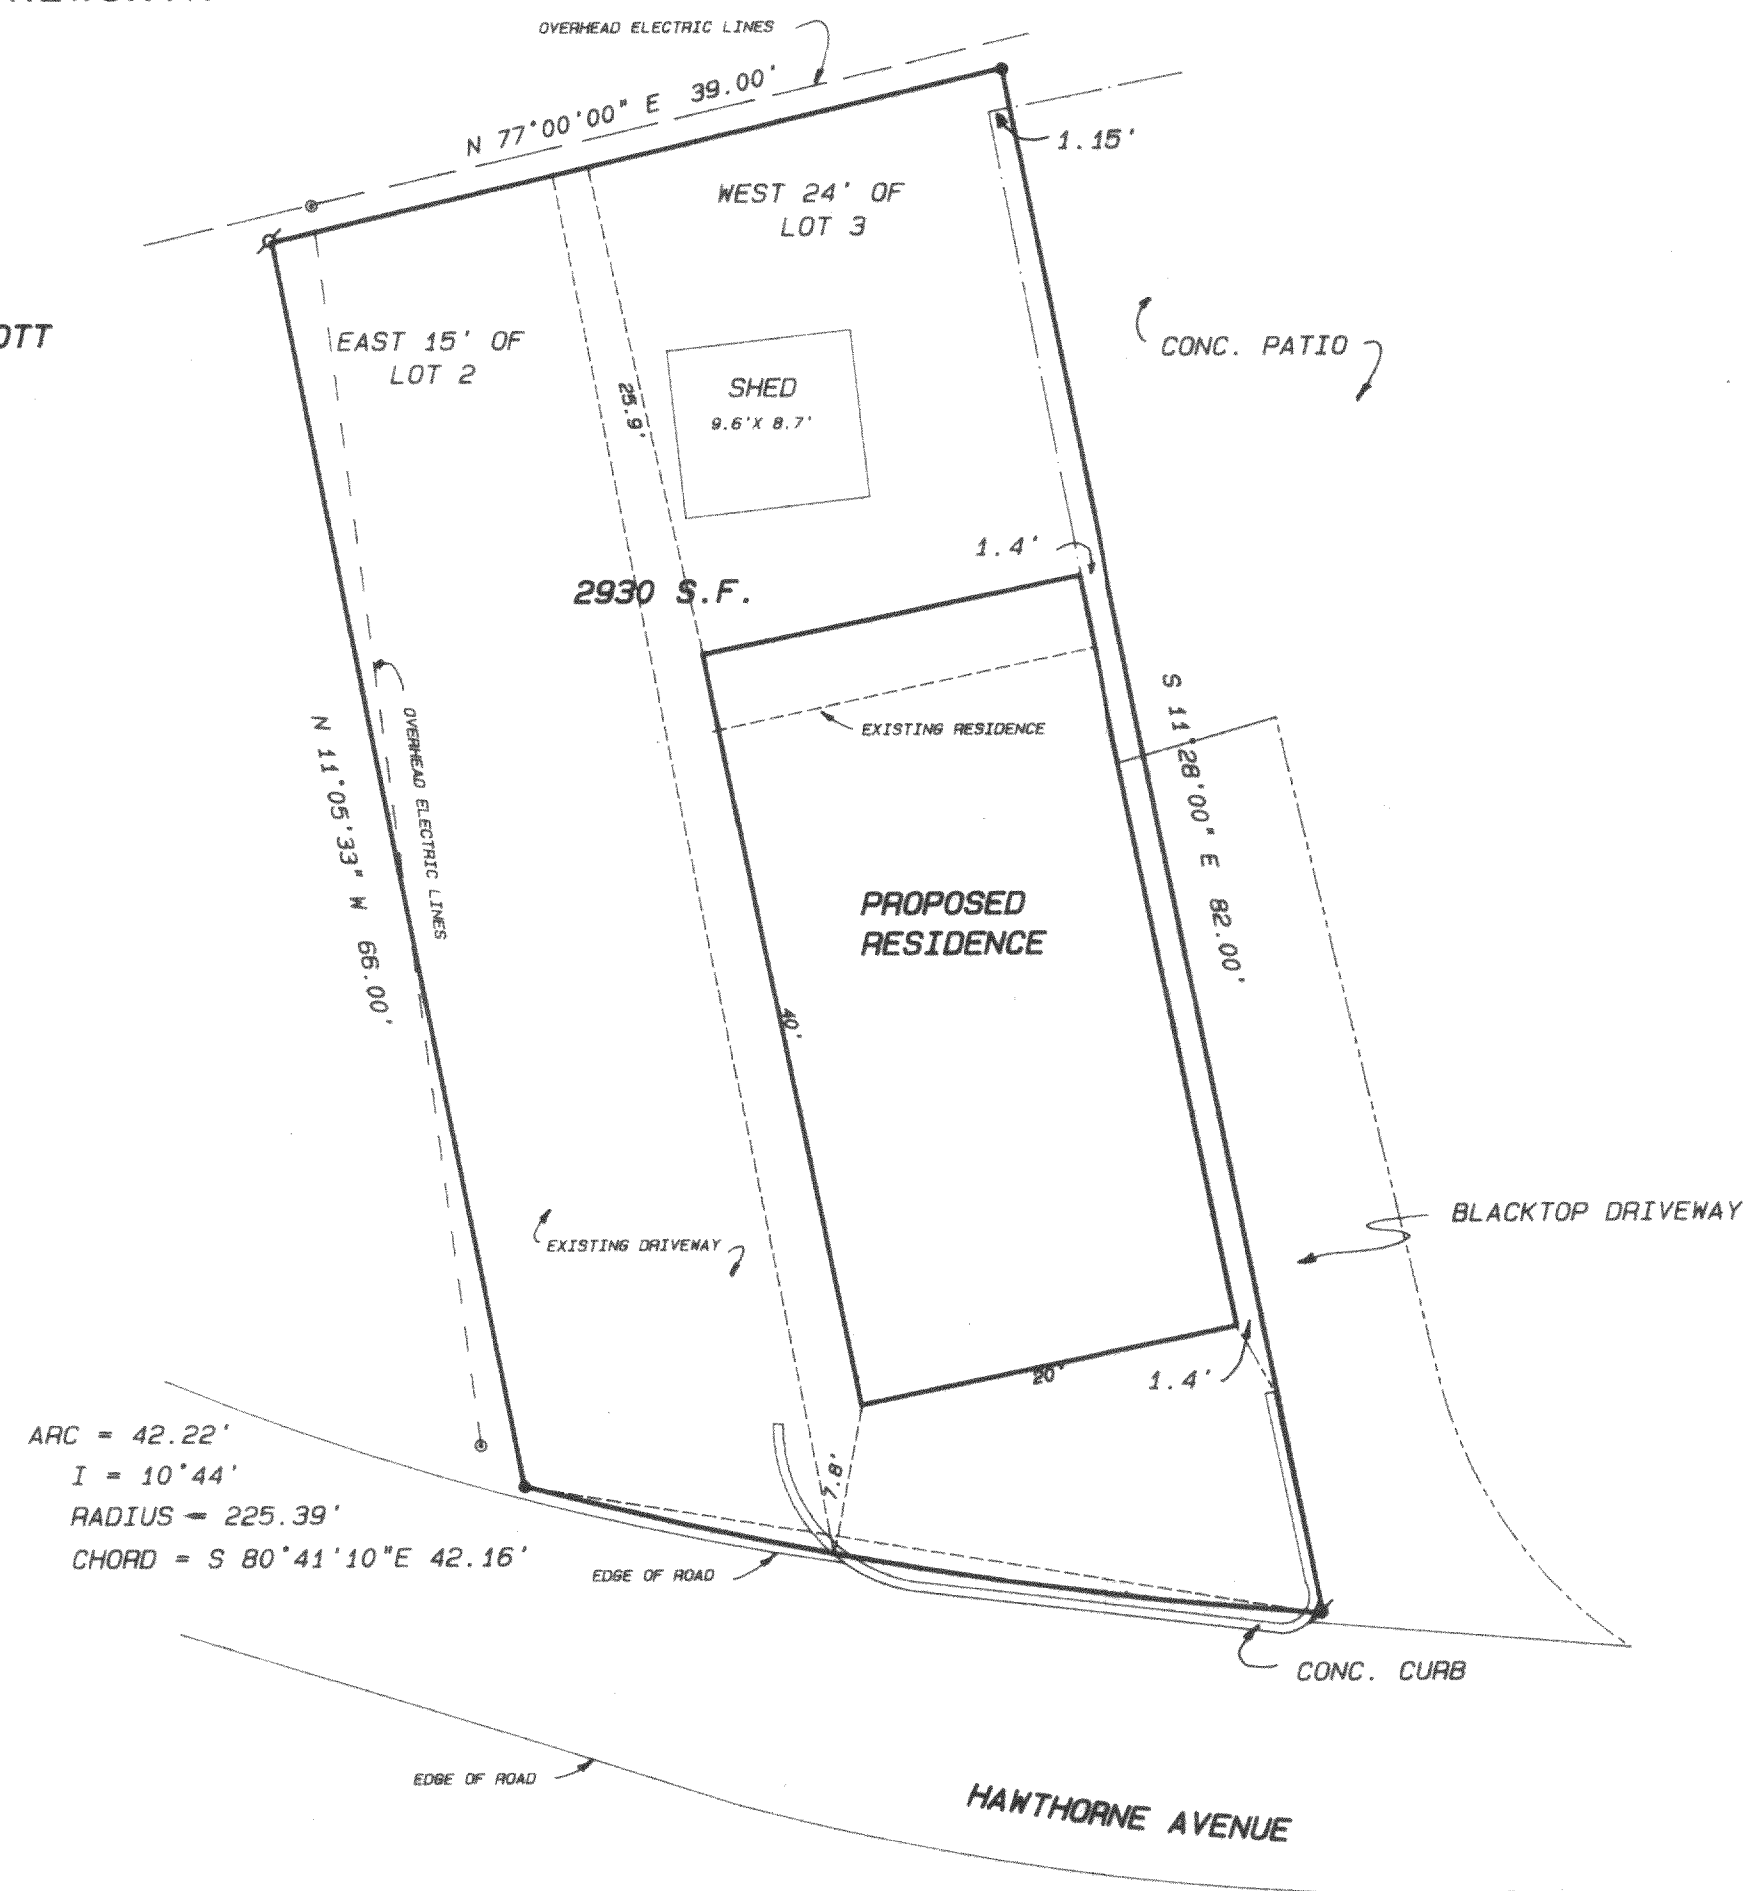 OVERHEAD ELECTRIC LINES
N 77°00'00" E 39.00'
1.15'
WEST 24' OF
LOT 3
OTT
EAST 15' OF
LOT 2
CONC. PATIO
SHED
9.6'X 8.7'
25.9'
1.4'
2930 S.F.
EXISTING RESIDENCE
S 11°28'00" E 82.00'
N 11°05'33" W 66.00'
OVERHEAD ELECTRIC LINES
PROPOSED
RESIDENCE
40'
BLACKTOP DRIVEWAY
EXISTING DRIVEWAY
20'
1.4'
7.8'
ARC = 42.22'
I = 10°44'
RADIUS = 225.39'
CHORD = S 80°41'10"E 42.16'
EDGE OF ROAD
CONC. CURB
EDGE OF ROAD
HAWTHORNE AVENUE